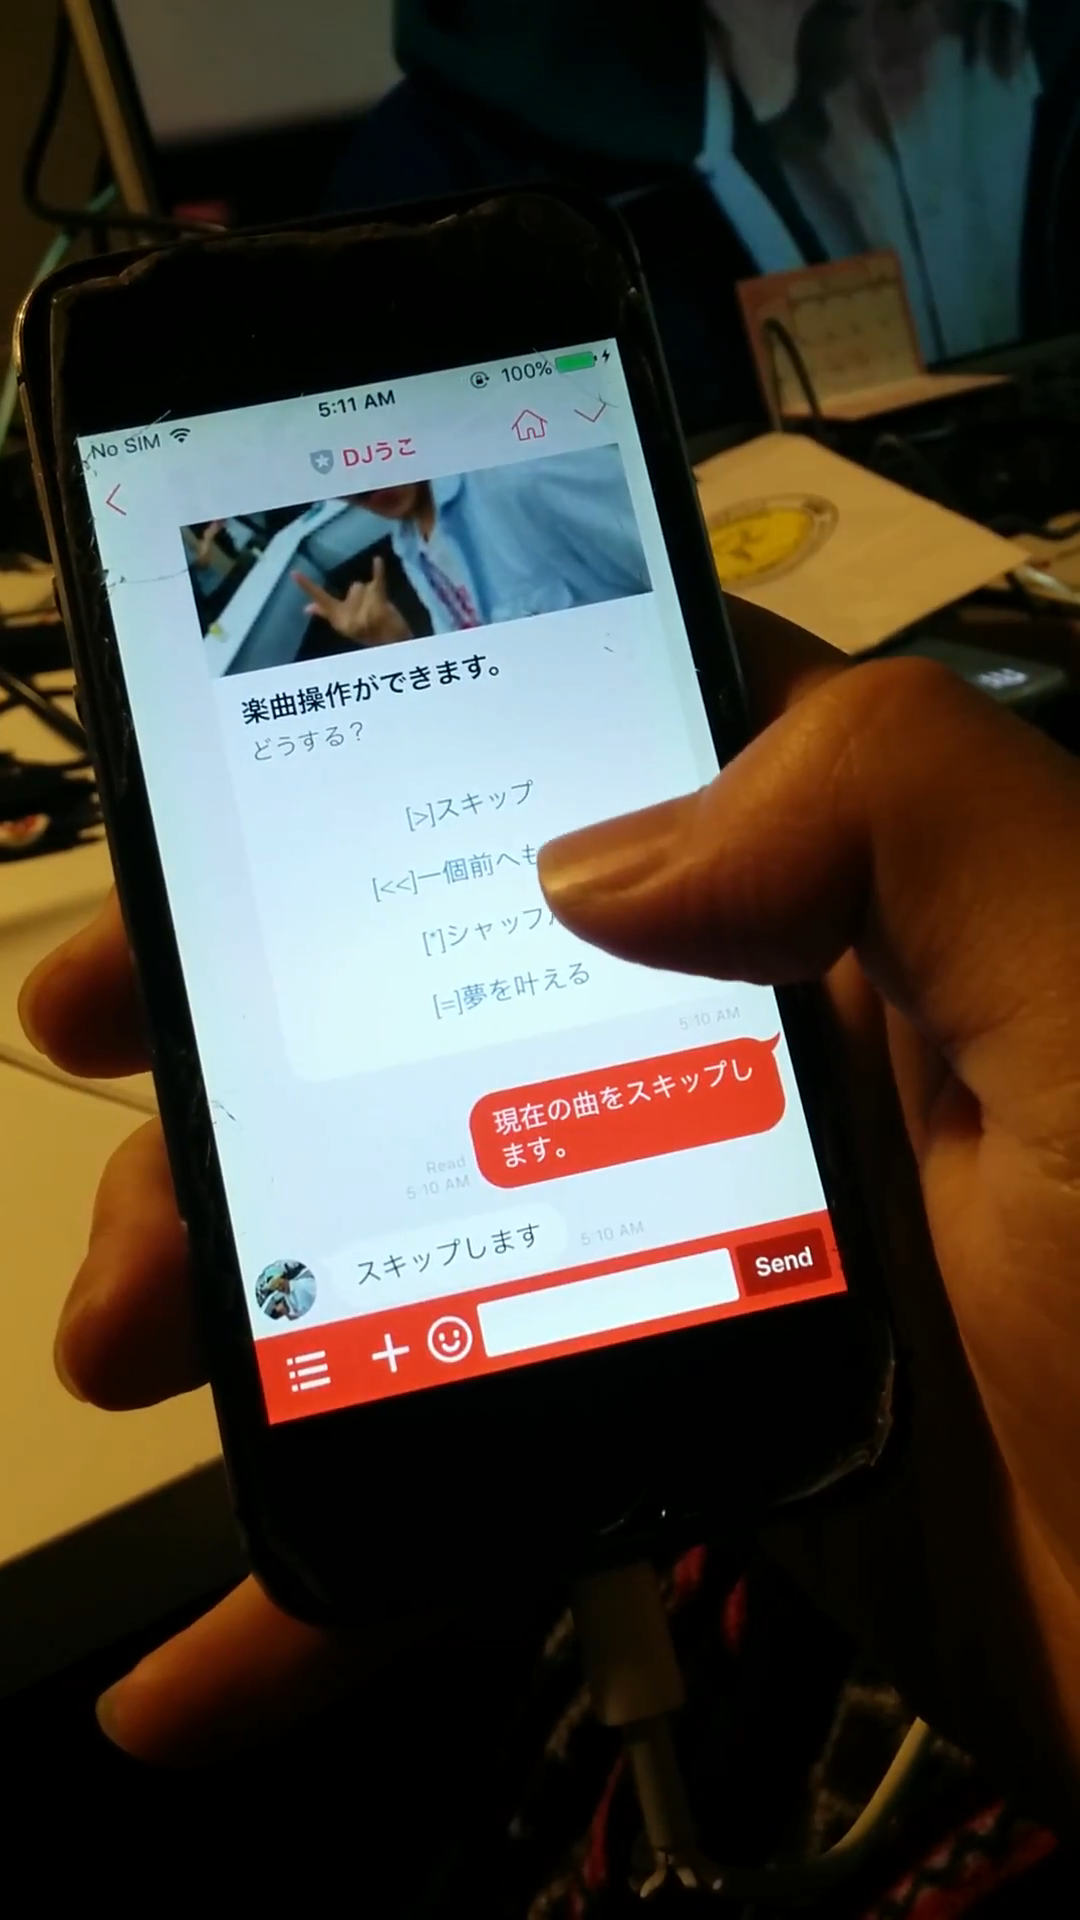 No SIM 5:11 AM 100%
DJうこ
楽曲操作ができます。
どうする？
[>]スキップ
[<<]一個前へも
[*]シャッフル
[=]夢を叶える
5:10 AM
現在の曲をスキップし
ます。
Read
5:10 AM
スキップします 5:10 AM
Send